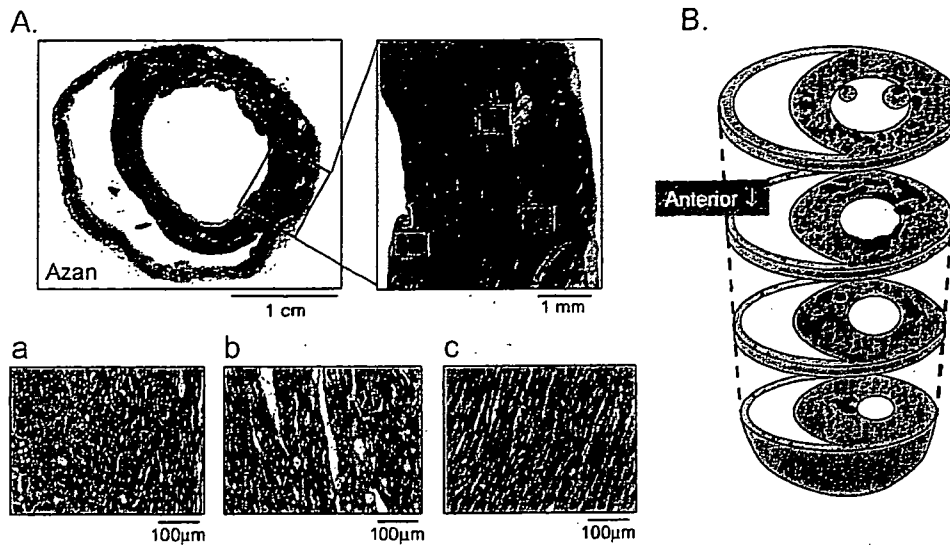 A.
Azan
1 cm
1 mm
a
b
c
100μm
100μm
100μm
B.
Anterior ↓